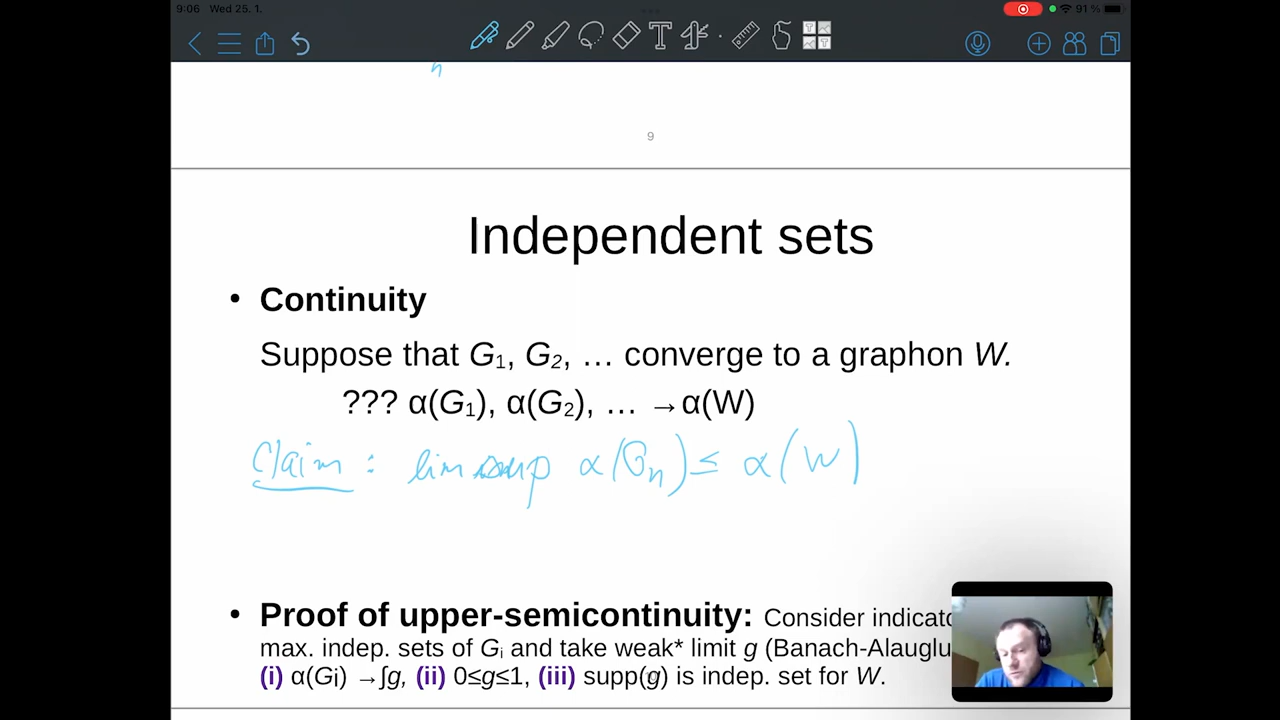 9:06 Wed 25. 1.
91 %
n
9
Independent sets
• Continuity
Suppose that G₁, G₂, … converge to a graphon W.
??? α(G₁), α(G₂), … →α(W)
Claim : limsup α(Gₙ) ≤ α(W)
• Proof of upper-semicontinuity: Consider indicato
max. indep. sets of Gᵢ and take weak* limit g (Banach-Alauglu
(i) α(Gi) →∫g, (ii) 0≤g≤1, (iii) supp(g) is indep. set for W.